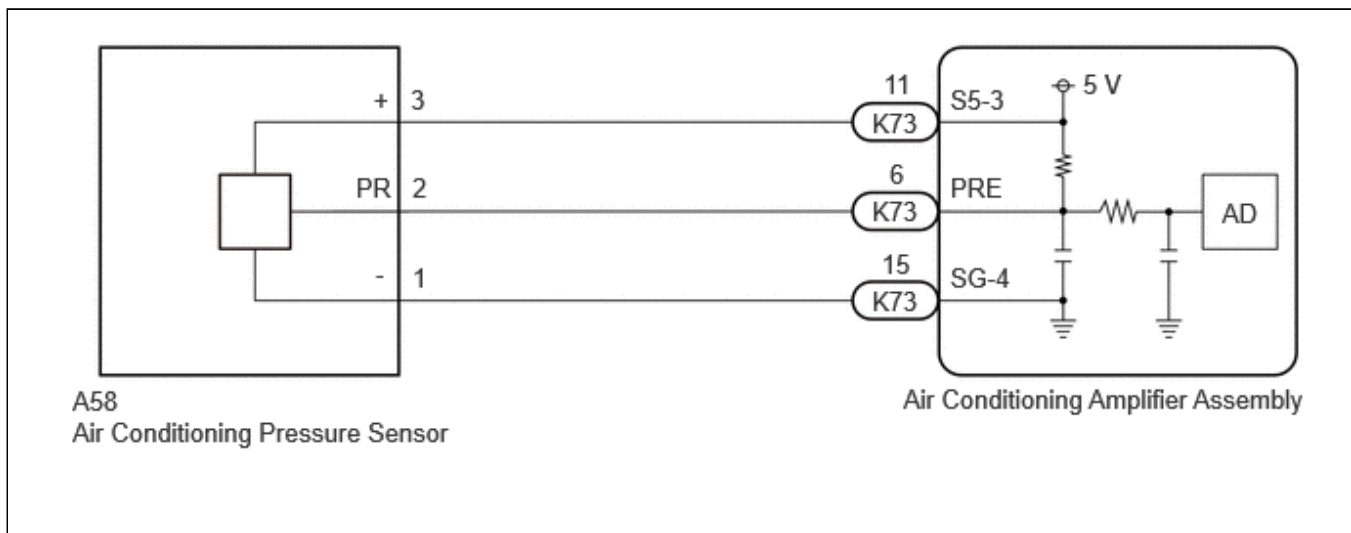 5 V
+ 3 11 S5-3
K73
PR 2 6 PRE
K73 AD
- 1 15 SG-4
K73
A58
Air Conditioning Pressure Sensor
Air Conditioning Amplifier Assembly